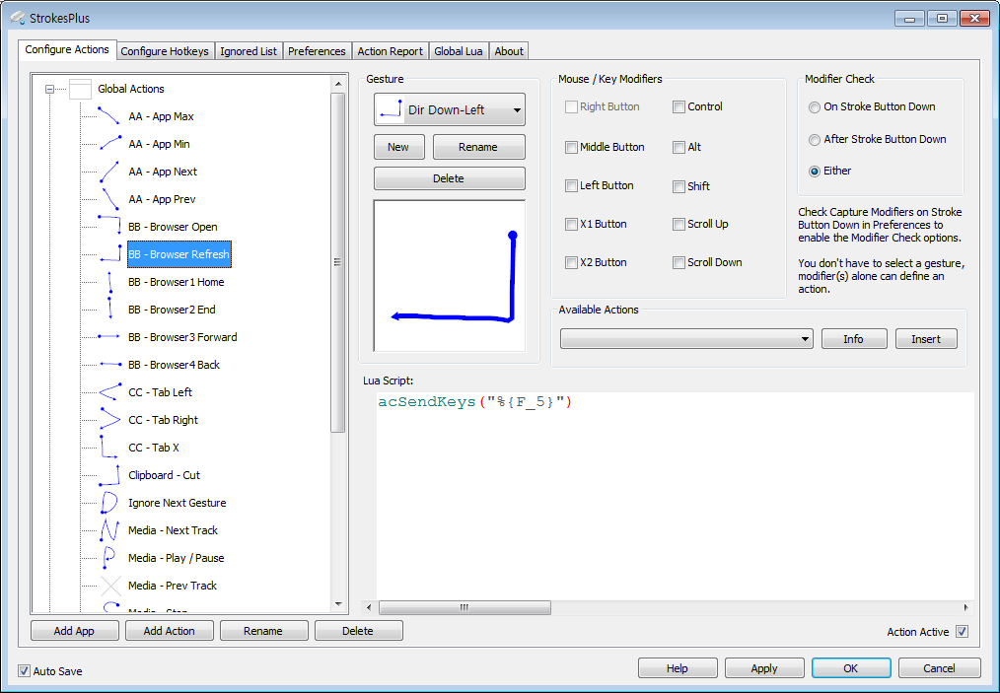 StrokesPlus
Configure Actions
Configure Hotkeys
Ignored List
Preferences
Action Report
Global Lua
About
Global Actions
AA - App Max
AA - App Min
AA - App Next
AA - App Prev
BB - Browser Open
BB - Browser Refresh
BB - Browser1 Home
BB - Browser2 End
BB - Browser3 Forward
BB - Browser4 Back
CC - Tab Left
CC - Tab Right
CC - Tab X
Clipboard - Cut
Ignore Next Gesture
Media - Next Track
Media - Play / Pause
Media - Prev Track
Media - Stop
Add App
Add Action
Rename
Delete
Gesture
Dir Down-Left
New
Rename
Delete
Mouse / Key Modifiers
Right Button
Control
Middle Button
Alt
Left Button
Shift
X1 Button
Scroll Up
X2 Button
Scroll Down
Modifier Check
On Stroke Button Down
After Stroke Button Down
Either
Check Capture Modifiers on Stroke
Button Down in Preferences to
enable the Modifier Check options.
You don't have to select a gesture,
modifier(s) alone can define an
action.
Available Actions
Info
Insert
Lua Script:
acSendKeys("%{F_5}")
Action Active
Auto Save
Help
Apply
OK
Cancel